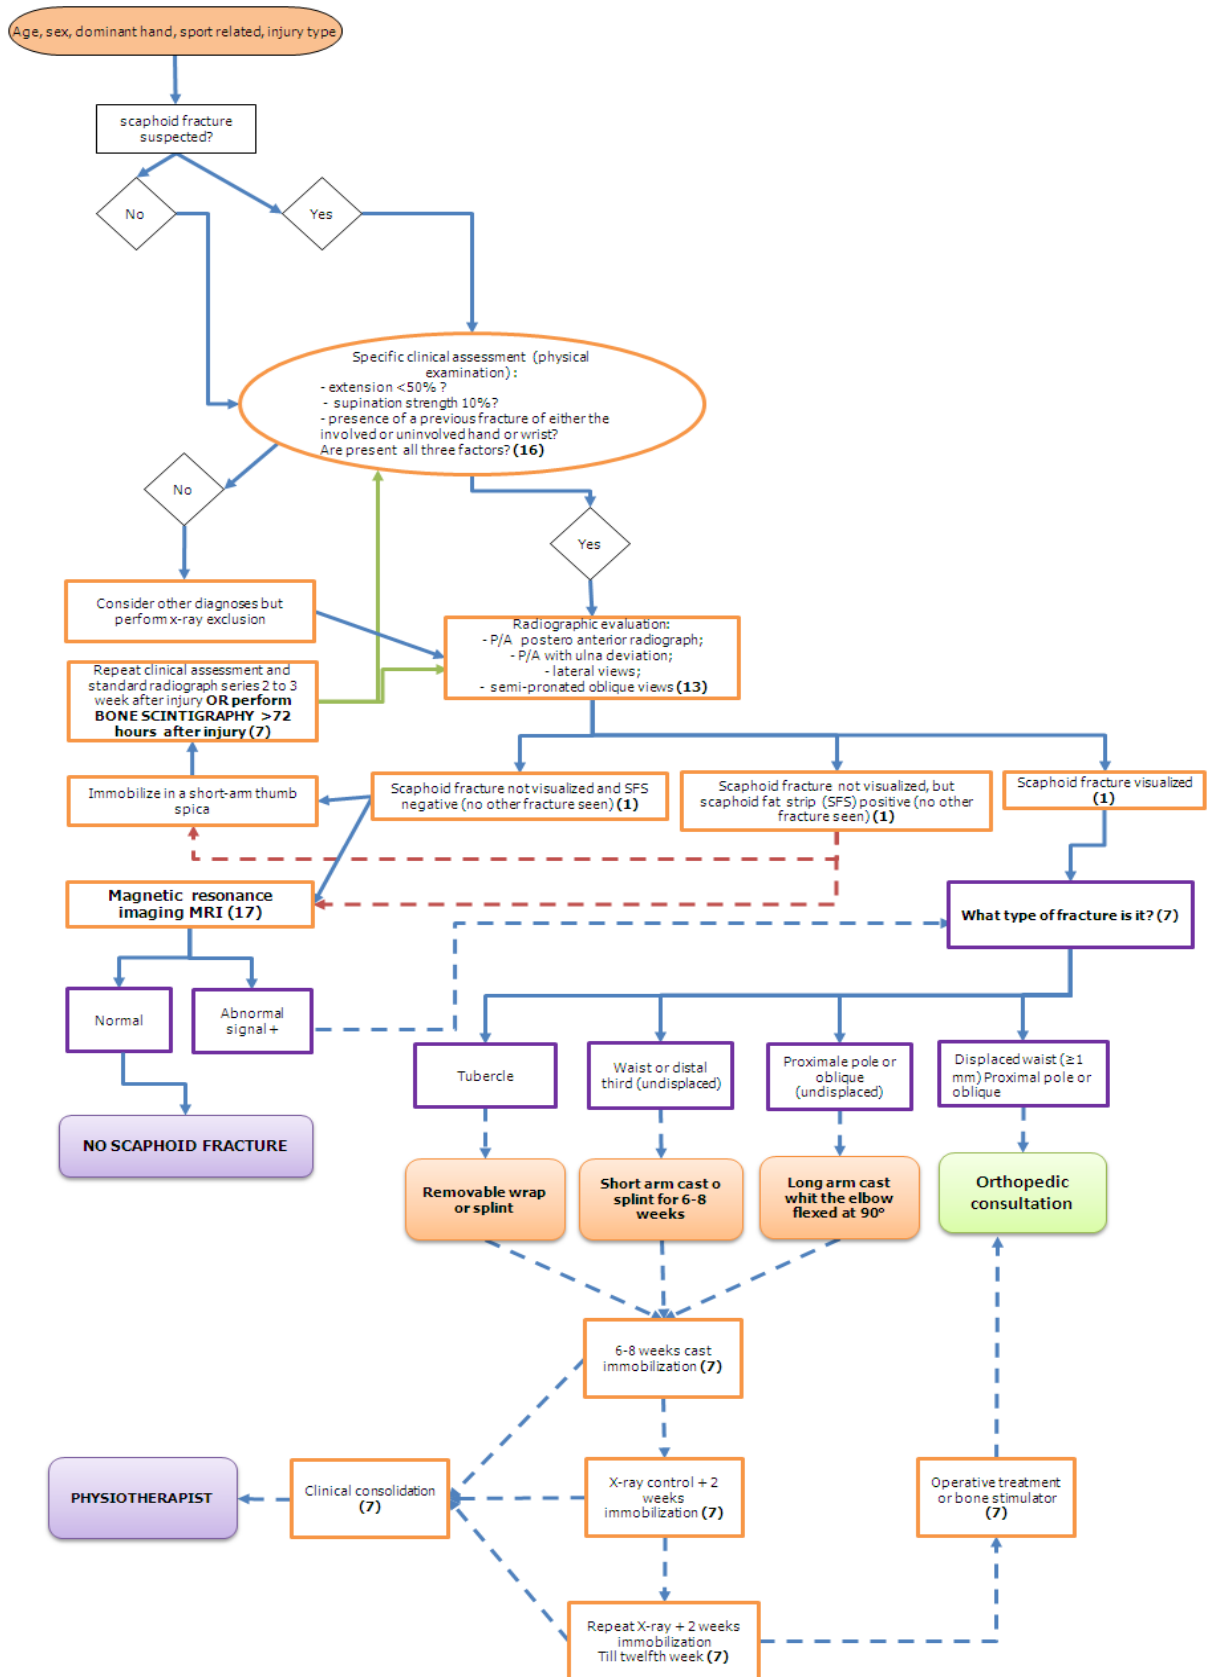 Age, sex, dominant hand, sport related, injury type
scaphoid fracture
suspected?
No
Yes
Specific clinical assessment (physical
examination) :
- extension <50% ?
- supination strength 10%?
- presence of a previous fracture of either the
involved or uninvolved hand or wrist?
Are present all three factors? (16)
No
Yes
Consider other diagnoses but
perform x-ray exclusion
Radiographic evaluation:
- P/A postero anterior radiograph;
- P/A with ulna deviation;
- lateral views;
- semi-pronated oblique views (13)
Repeat clinical assessment and
standard radiograph series 2 to 3
week after injury OR perform
BONE SCINTIGRAPHY >72
hours after injury (7)
Immobilize in a short-arm thumb
spica
Scaphoid fracture not visualized and SFS
negative (no other fracture seen) (1)
Scaphoid fracture not visualized, but
scaphoid fat strip (SFS) positive (no other
fracture seen) (1)
Scaphoid fracture visualized
(1)
Magnetic resonance
imaging MRI (17)
What type of fracture is it? (7)
Normal
Abnormal
signal +
Tubercle
Waist or distal
third (undisplaced)
Proximale pole or
oblique
(undisplaced)
Displaced waist (≥1
mm) Proximal pole or
oblique
NO SCAPHOID FRACTURE
Removable wrap
or splint
Short arm cast o
splint for 6-8
weeks
Long arm cast
whit the elbow
flexed at 90°
Orthopedic
consultation
6-8 weeks cast
immobilization (7)
PHYSIOTHERAPIST
Clinical consolidation
(7)
X-ray control + 2
weeks
immobilization (7)
Operative treatment
or bone stimulator
(7)
Repeat X-ray + 2 weeks
immobilization
Till twelfth week (7)